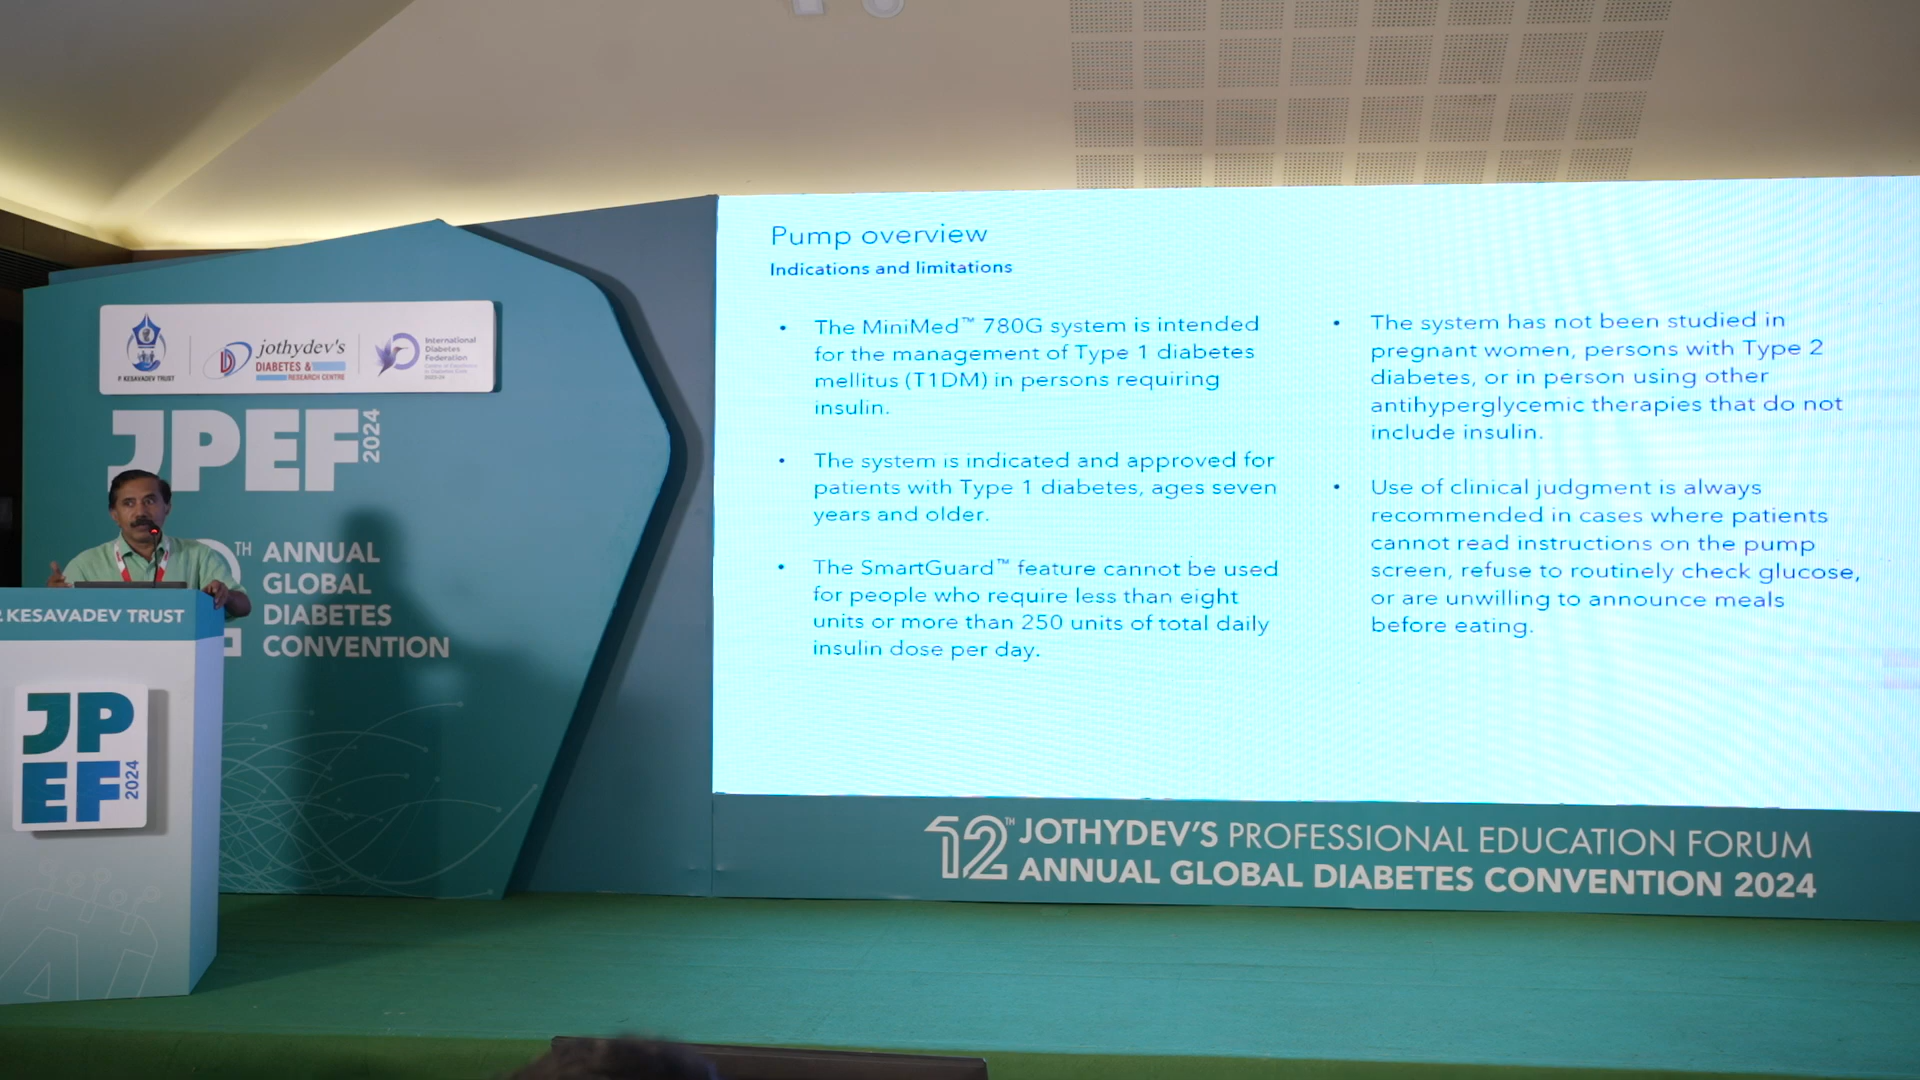 P. KESAVADEV TRUST
jothydev's
DIABETES &
RESEARCH CENTRE
International
Diabetes
Federation
JPEF 2024
TH
ANNUAL
GLOBAL
DIABETES
CONVENTION
P. KESAVADEV TRUST
JP
EF 2024
Pump overview
Indications and limitations
• The MiniMed™ 780G system is intended
for the management of Type 1 diabetes
mellitus (T1DM) in persons requiring
insulin.
• The system is indicated and approved for
patients with Type 1 diabetes, ages seven
years and older.
• The SmartGuard™ feature cannot be used
for people who require less than eight
units or more than 250 units of total daily
insulin dose per day.
• The system has not been studied in
pregnant women, persons with Type 2
diabetes, or in person using other
antihyperglycemic therapies that do not
include insulin.
• Use of clinical judgment is always
recommended in cases where patients
cannot read instructions on the pump
screen, refuse to routinely check glucose,
or are unwilling to announce meals
before eating.
12TH JOTHYDEV'S PROFESSIONAL EDUCATION FORUM
ANNUAL GLOBAL DIABETES CONVENTION 2024